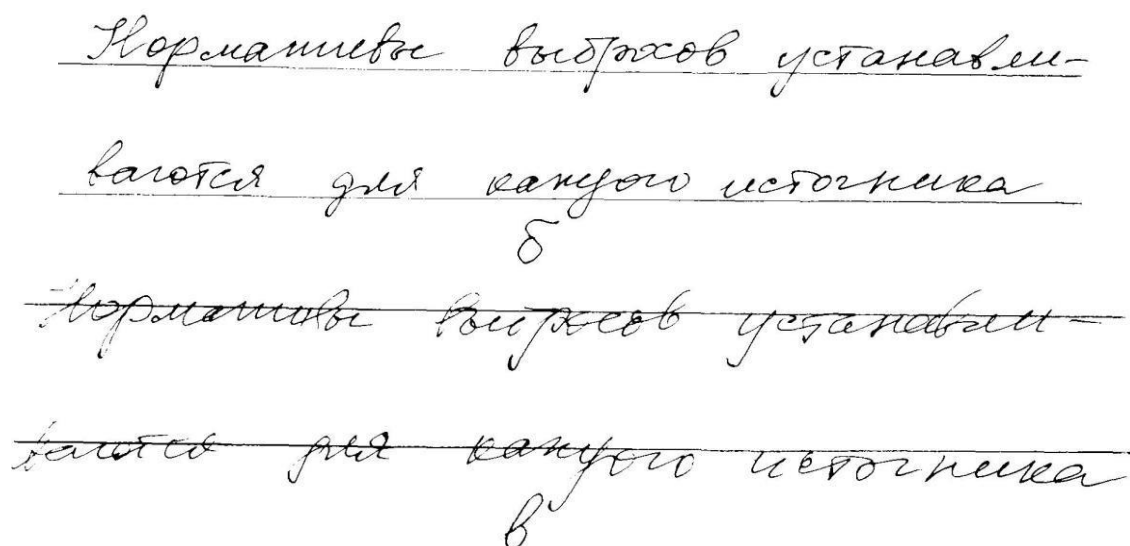 Нормативы выбросов устанавли-
ваются для каждого источника
б
Нормативы выбросов устанавли-
ваются для каждого источника
в